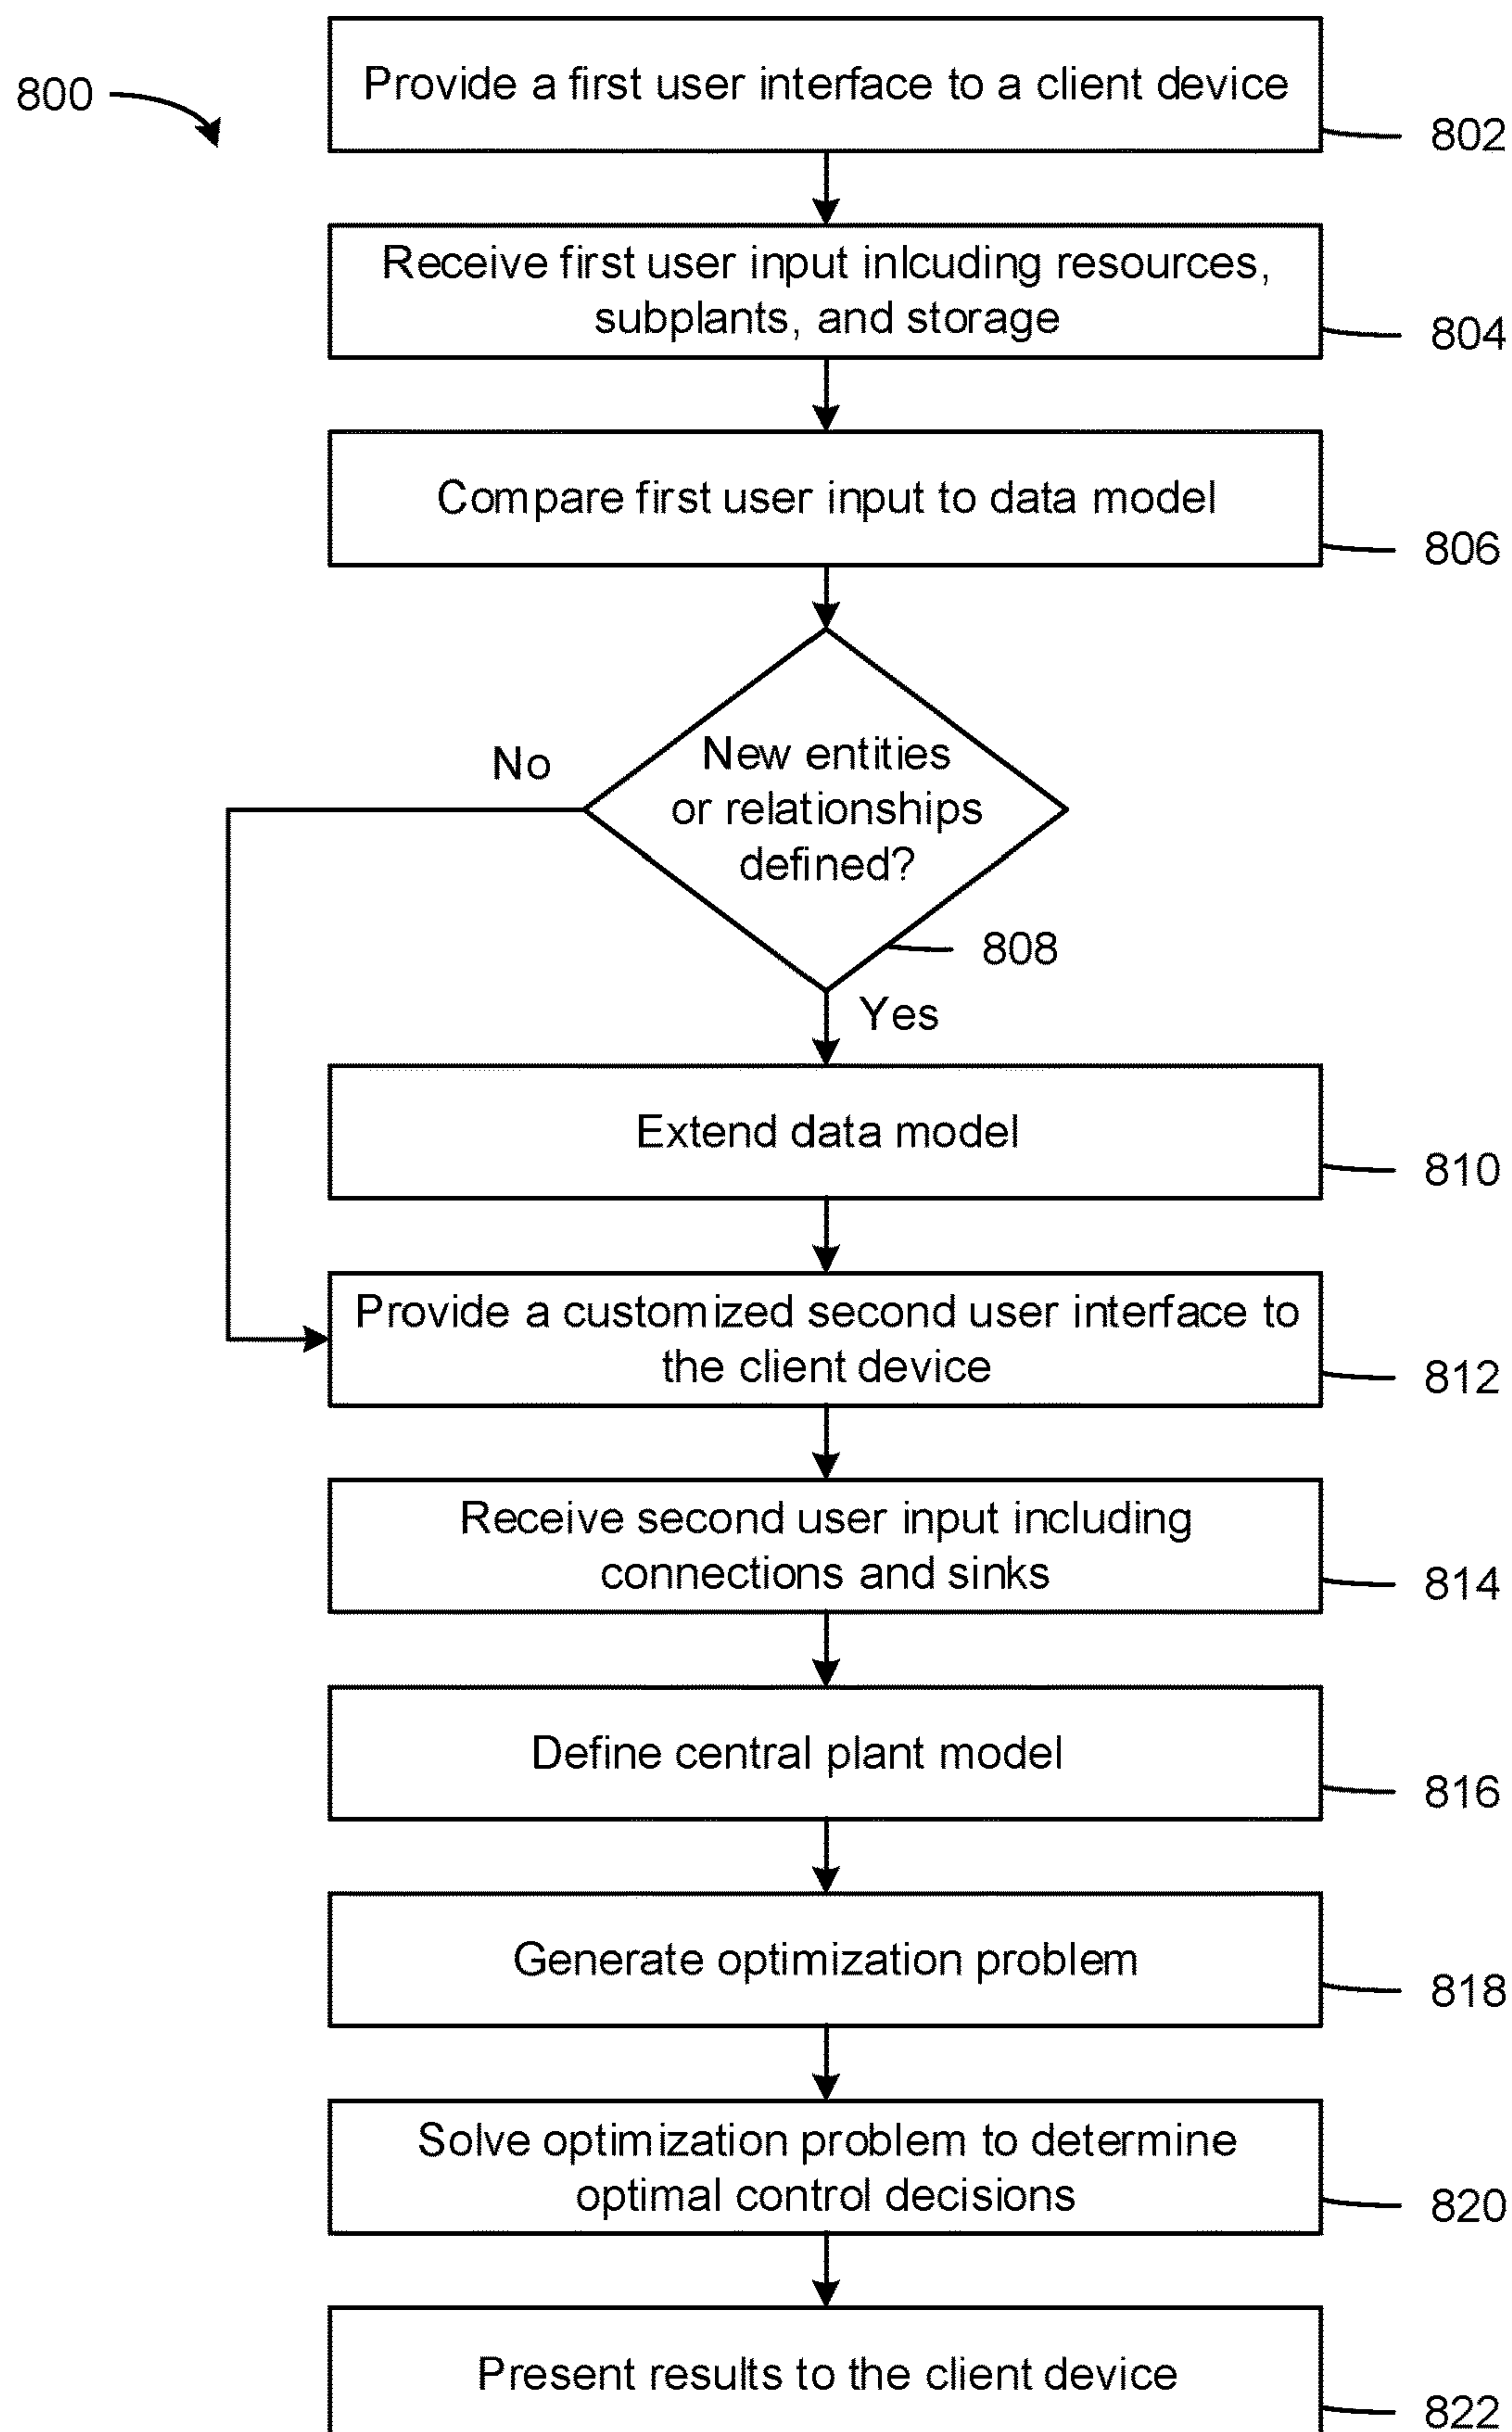 800
Provide a first user interface to a client device
802
Receive first user input inlcuding resources,
subplants, and storage
804
Compare first user input to data model
806
No
New entities
or relationships
defined?
808
Yes
Extend data model
810
Provide a customized second user interface to
the client device
812
Receive second user input including
connections and sinks
814
Define central plant model
816
Generate optimization problem
818
Solve optimization problem to determine
optimal control decisions
820
Present results to the client device
822